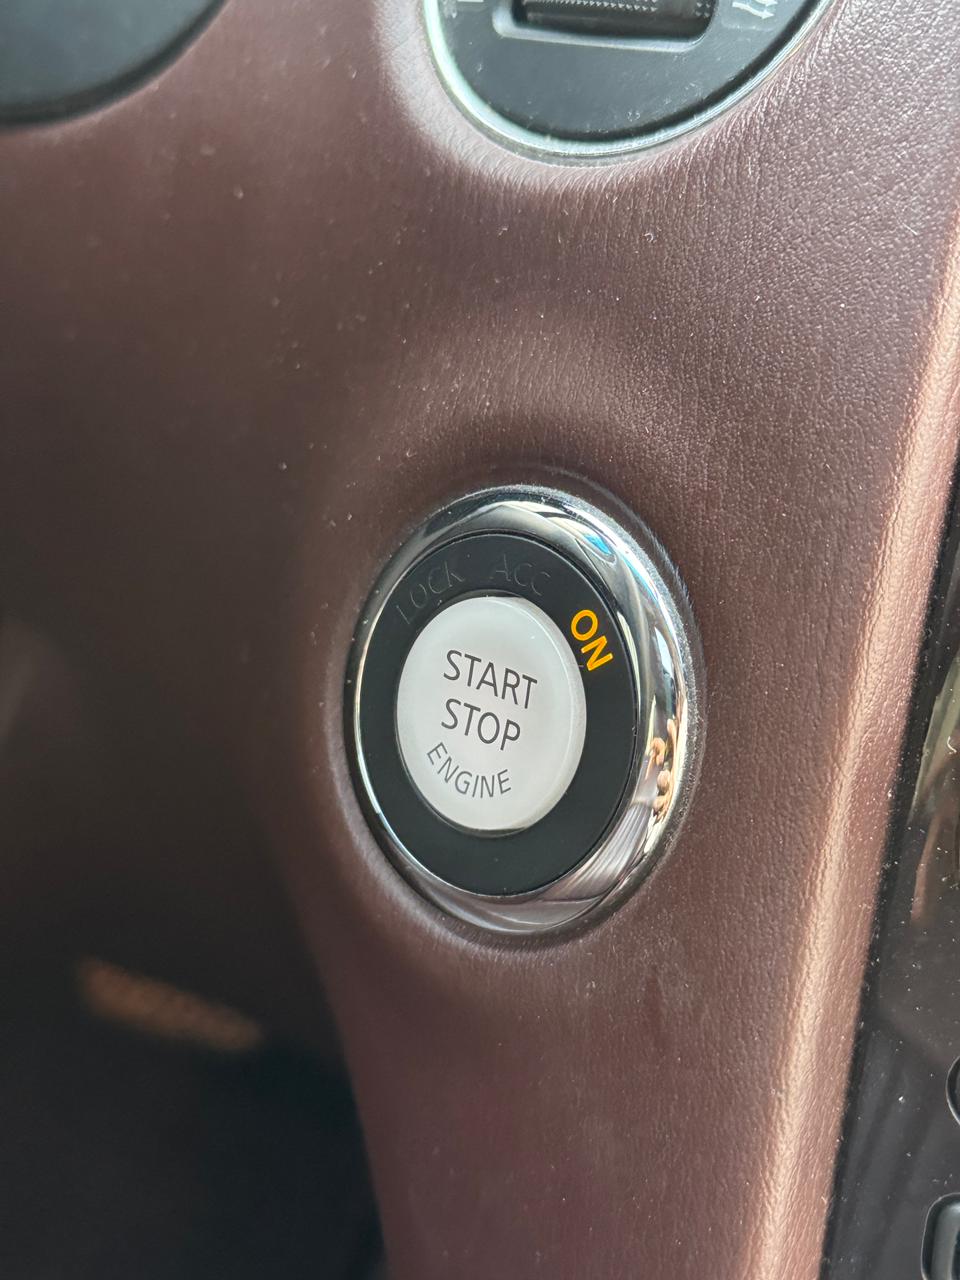 LOCK ACC ON
START
STOP
ENGINE